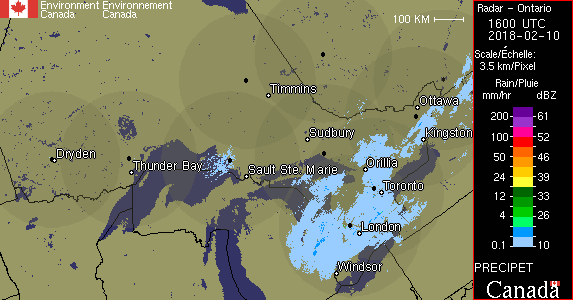 Environment Environnement
Canada Canada
100 KM
Timmins
Ottawa
Sudbury
Kingston
Dryden
Thunder Bay
Sault Ste. Marie
Orillia
Toronto
London
Windsor
Radar - Ontario
1600 UTC
2018-02-10
Scale/Échelle:
3.5 km/Pixel
Rain/Pluie
mm/hr dBZ
200 61
100 52
50 46
24 39
12 33
4 26
0.1 10
PRECIPET
Canada